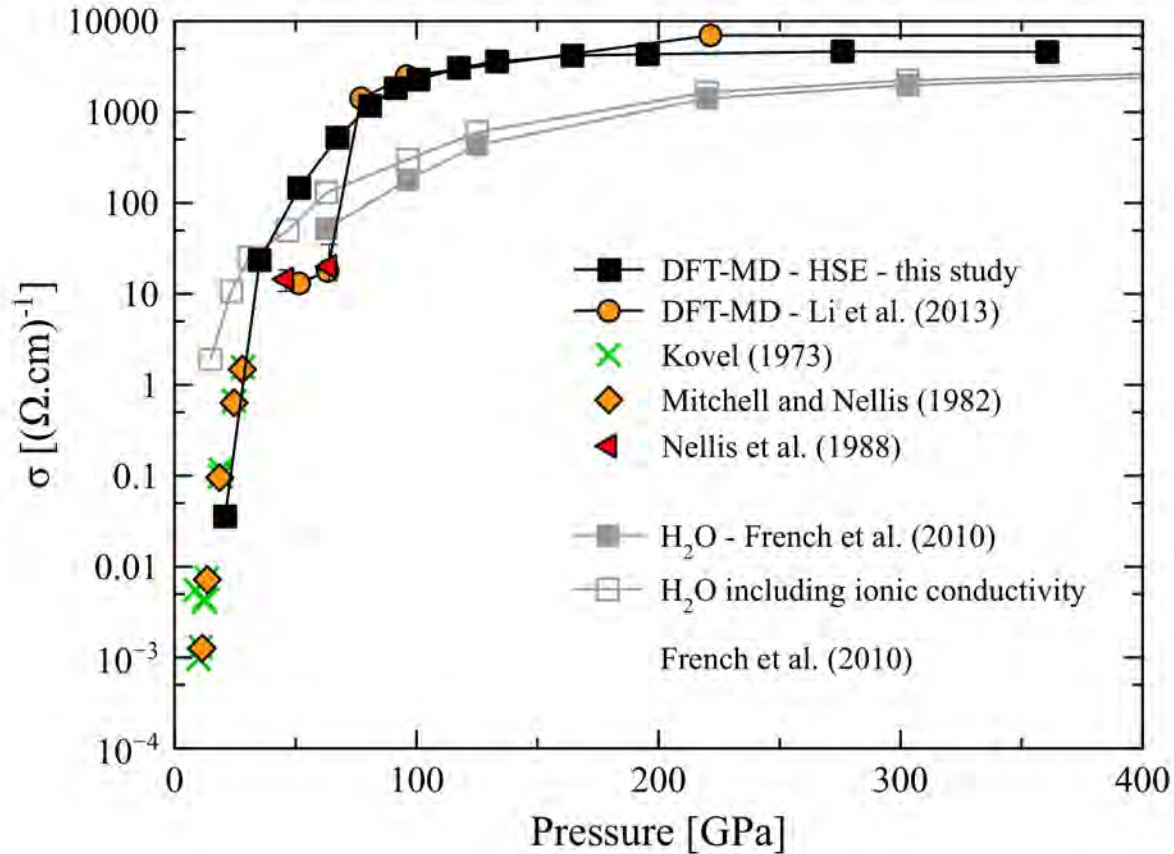 10000
1000
100
10
1
0.1
0.01
10⁻³
10⁻⁴
σ [(Ω.cm)⁻¹]
DFT-MD - HSE - this study
DFT-MD - Li et al. (2013)
Kovel (1973)
Mitchell and Nellis (1982)
Nellis et al. (1988)
H₂O - French et al. (2010)
H₂O including ionic conductivity
French et al. (2010)
0 100 200 300 400
Pressure [GPa]